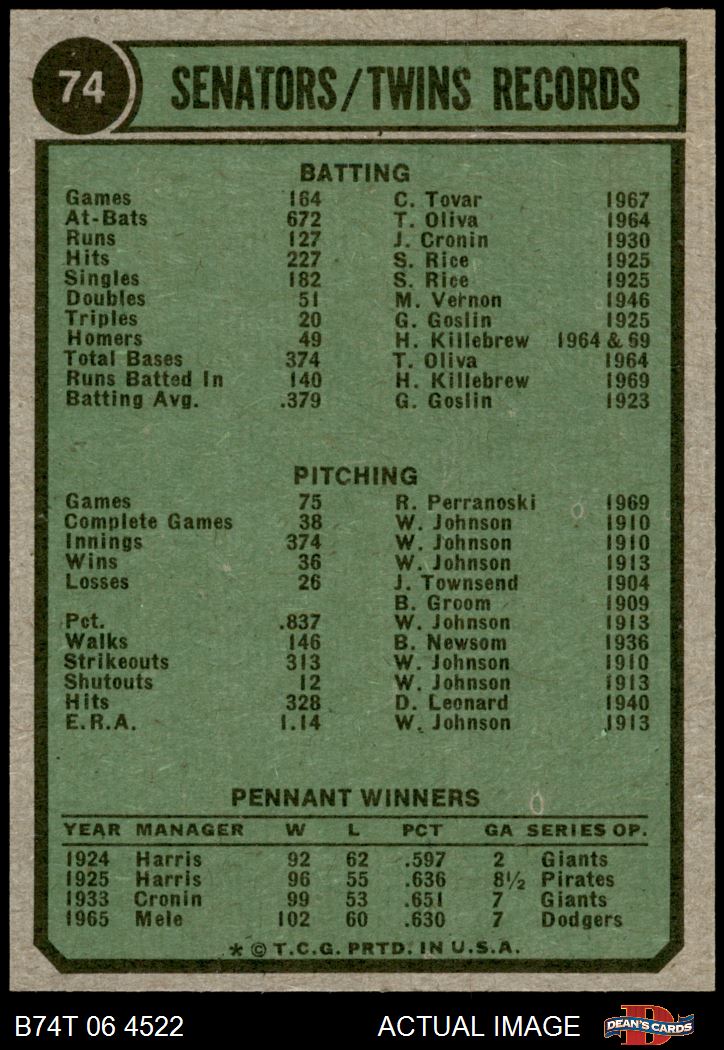 74 SENATORS/TWINS RECORDS
BATTING
Games 164 C. Tovar 1967
At-Bats 672 T. Oliva 1964
Runs 127 J. Cronin 1930
Hits 227 S. Rice 1925
Singles 182 S. Rice 1925
Doubles 51 M. Vernon 1946
Triples 20 G. Goslin 1925
Homers 49 H. Killebrew 1964 & 69
Total Bases 374 T. Oliva 1964
Runs Batted In 140 H. Killebrew 1969
Batting Avg. .379 G. Goslin 1923
PITCHING
Games 75 R. Perranoski 1969
Complete Games 38 W. Johnson 1910
Innings 374 W. Johnson 1910
Wins 36 W. Johnson 1913
Losses 26 J. Townsend 1904
B. Groom 1909
Pct. .837 W. Johnson 1913
Walks 146 B. Newsom 1936
Strikeouts 313 W. Johnson 1910
Shutouts 12 W. Johnson 1913
Hits 328 D. Leonard 1940
E.R.A. 1.14 W. Johnson 1913
PENNANT WINNERS
YEAR MANAGER W L PCT GA SERIES OP.
1924 Harris 92 62 .597 2 Giants
1925 Harris 96 55 .636 8½ Pirates
1933 Cronin 99 53 .651 7 Giants
1965 Mele 102 60 .630 7 Dodgers
* © T.C.G. PRTD. IN U.S.A.
B74T 06 4522 ACTUAL IMAGE D DEAN'S CARDS